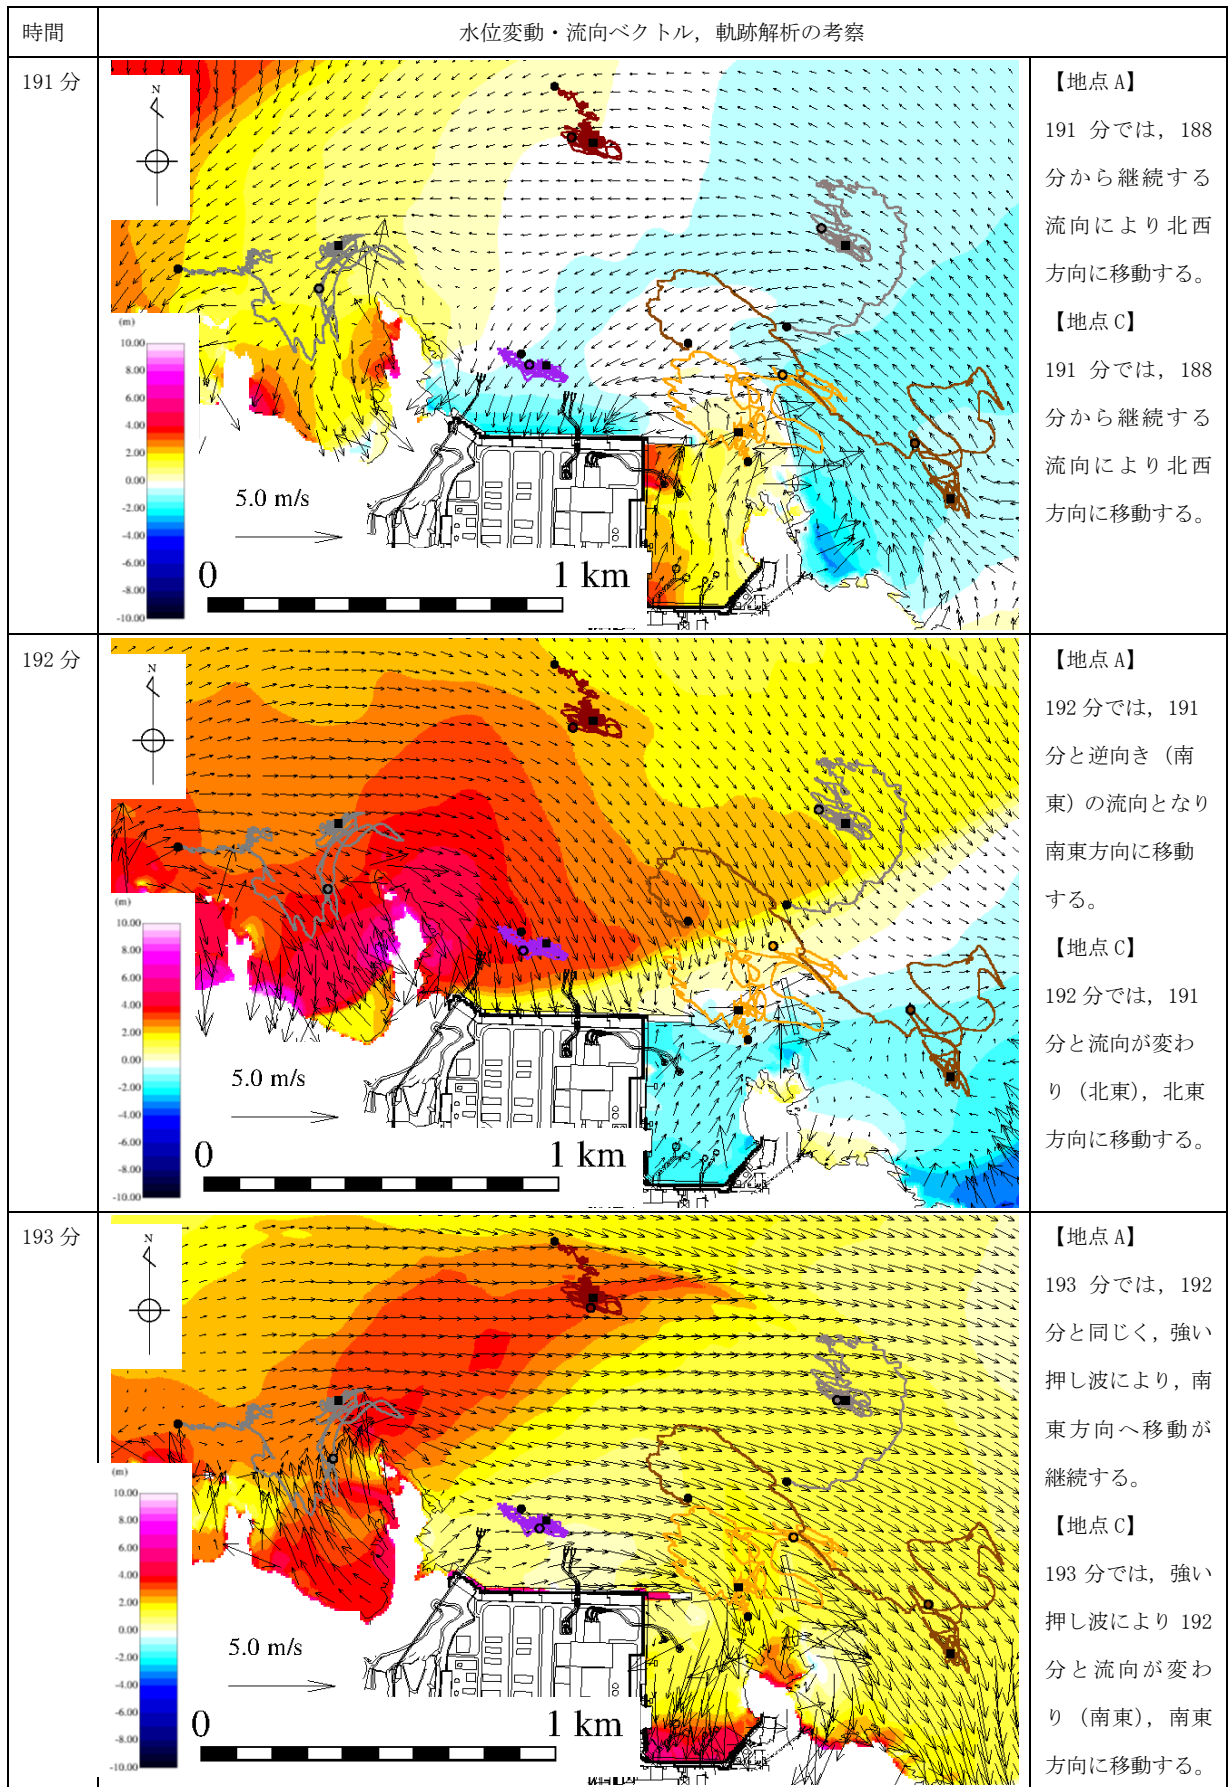 時間
水位変動・流向ベクトル，軌跡解析の考察
191 分
N
(m)
10.00
8.00
6.00
4.00
2.00
0.00
-2.00
-4.00
-6.00
-8.00
-10.00
5.0 m/s
0
1 km
【地点 A】
191 分では，188
分から継続する
流向により北西
方向に移動する。
【地点 C】
191 分では，188
分から継続する
流向により北西
方向に移動する。
192 分
N
(m)
10.00
8.00
6.00
4.00
2.00
0.00
-2.00
-4.00
-6.00
-8.00
-10.00
5.0 m/s
0
1 km
【地点 A】
192 分では，191
分と逆向き（南
東）の流向となり
南東方向に移動
する。
【地点 C】
192 分では，191
分と流向が変わ
り（北東），北東
方向に移動する。
193 分
N
(m)
10.00
8.00
6.00
4.00
2.00
0.00
-2.00
-4.00
-6.00
-8.00
-10.00
5.0 m/s
0
1 km
【地点 A】
193 分では，192
分と同じく，強い
押し波により，南
東方向へ移動が
継続する。
【地点 C】
193 分では，強い
押し波により 192
分と流向が変わ
り（南東），南東
方向に移動する。